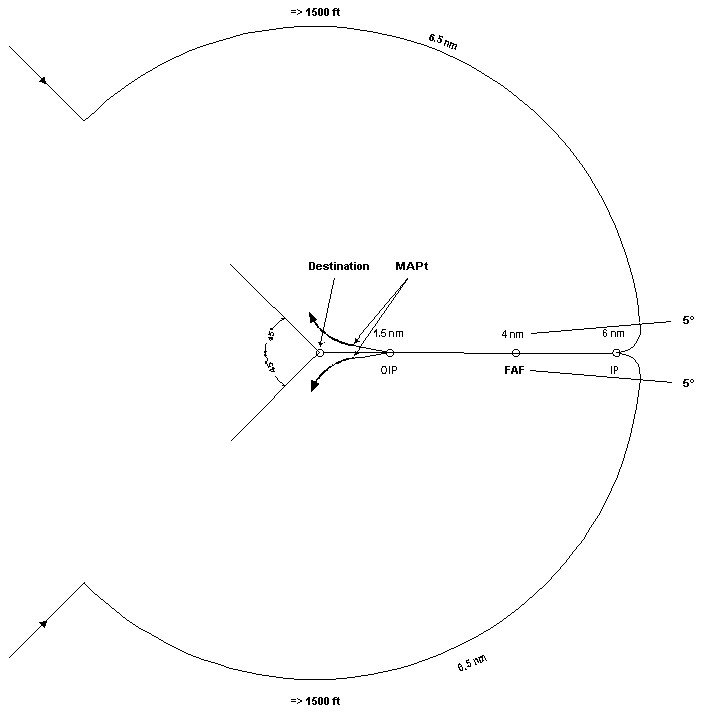 => 1500 ft
6.5 nm
Destination
MAPt
45°
45°
1.5 nm
4 nm
6 nm
5°
OIP
FAF
IP
5°
6.5 nm
=> 1500 ft